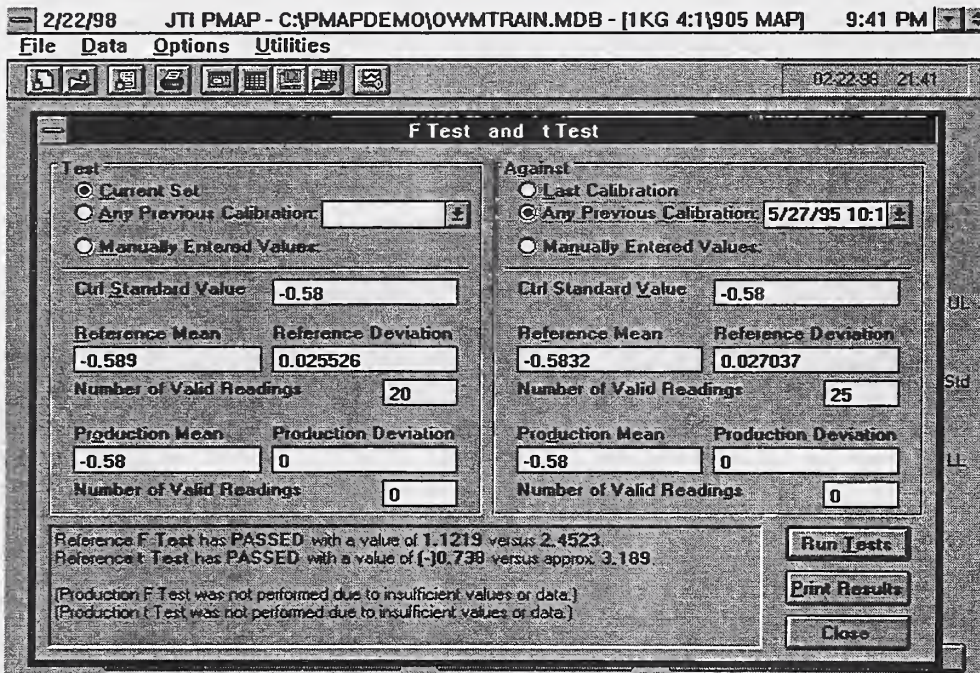 2/22/98 JTI PMAP - C:\PMAPDEMO\OWMTRAIN.MDB - [1KG 4:1\905 MAP] 9:41 PM
File Data Options Utilities
02-22-98 21:41
F Test and t Test
Test
Current Set
Any Previous Calibration:
Manually Entered Values:
Ctrl Standard Value -0.58
Reference Mean Reference Deviation
-0.589 0.025526
Number of Valid Readings 20
Production Mean Production Deviation
-0.58 0
Number of Valid Readings 0
Against
Last Calibration
Any Previous Calibration: 5/27/95 10:1
Manually Entered Values:
Ctrl Standard Value -0.58
Reference Mean Reference Deviation
-0.5832 0.027037
Number of Valid Readings 25
Production Mean Production Deviation
-0.58 0
Number of Valid Readings 0
UL
Std
LL
Reference F Test has PASSED with a value of 1.1219 versus 2.4523.
Reference t Test has PASSED with a value of (-)0.738 versus approx. 3.189.
(Production F Test was not performed due to insufficient values or data.)
(Production t Test was not performed due to insufficient values or data.)
Run Tests
Print Results
Close